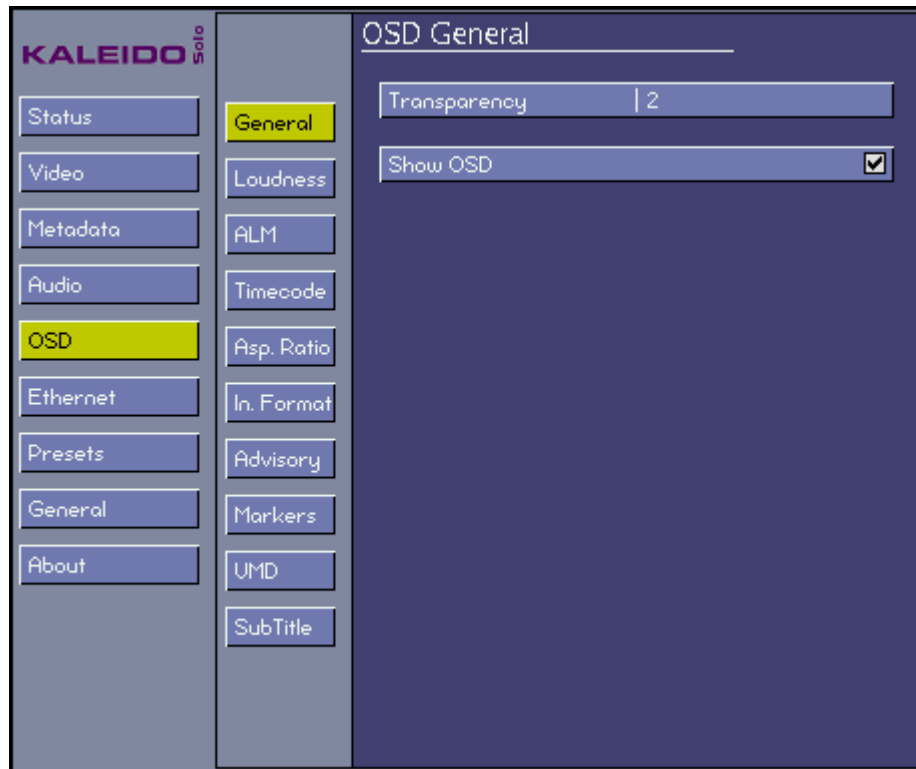 KALEIDO Solo
Status
Video
Metadata
Audio
OSD
Ethernet
Presets
General
About
General
Loudness
ALM
Timecode
Asp. Ratio
In. Format
Advisory
Markers
UMD
SubTitle
OSD General
Transparency 2
Show OSD